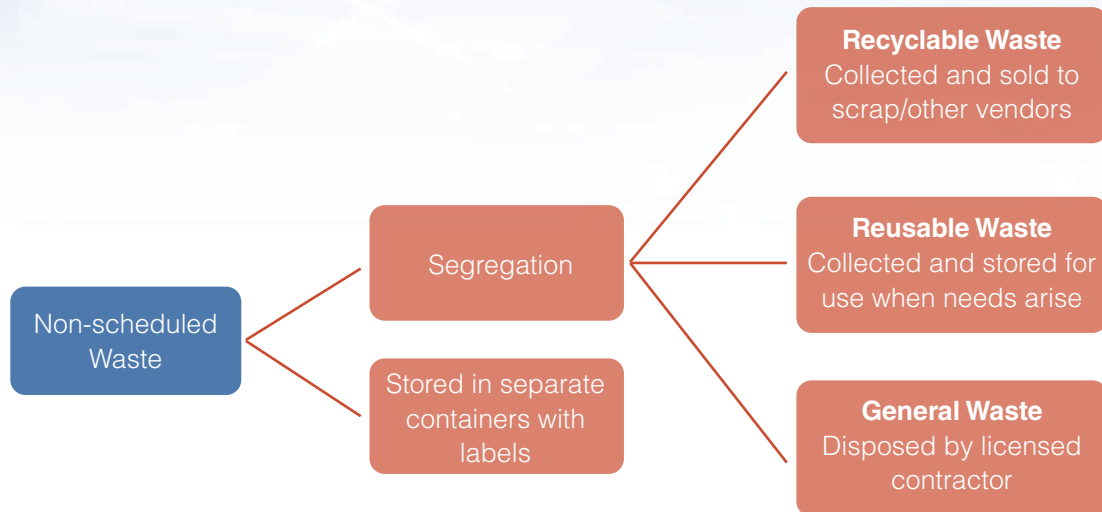 Non-scheduled
Waste
Segregation
Stored in separate
containers with
labels
Recyclable Waste
Collected and sold to
scrap/other vendors
Reusable Waste
Collected and stored for
use when needs arise
General Waste
Disposed by licensed
contractor